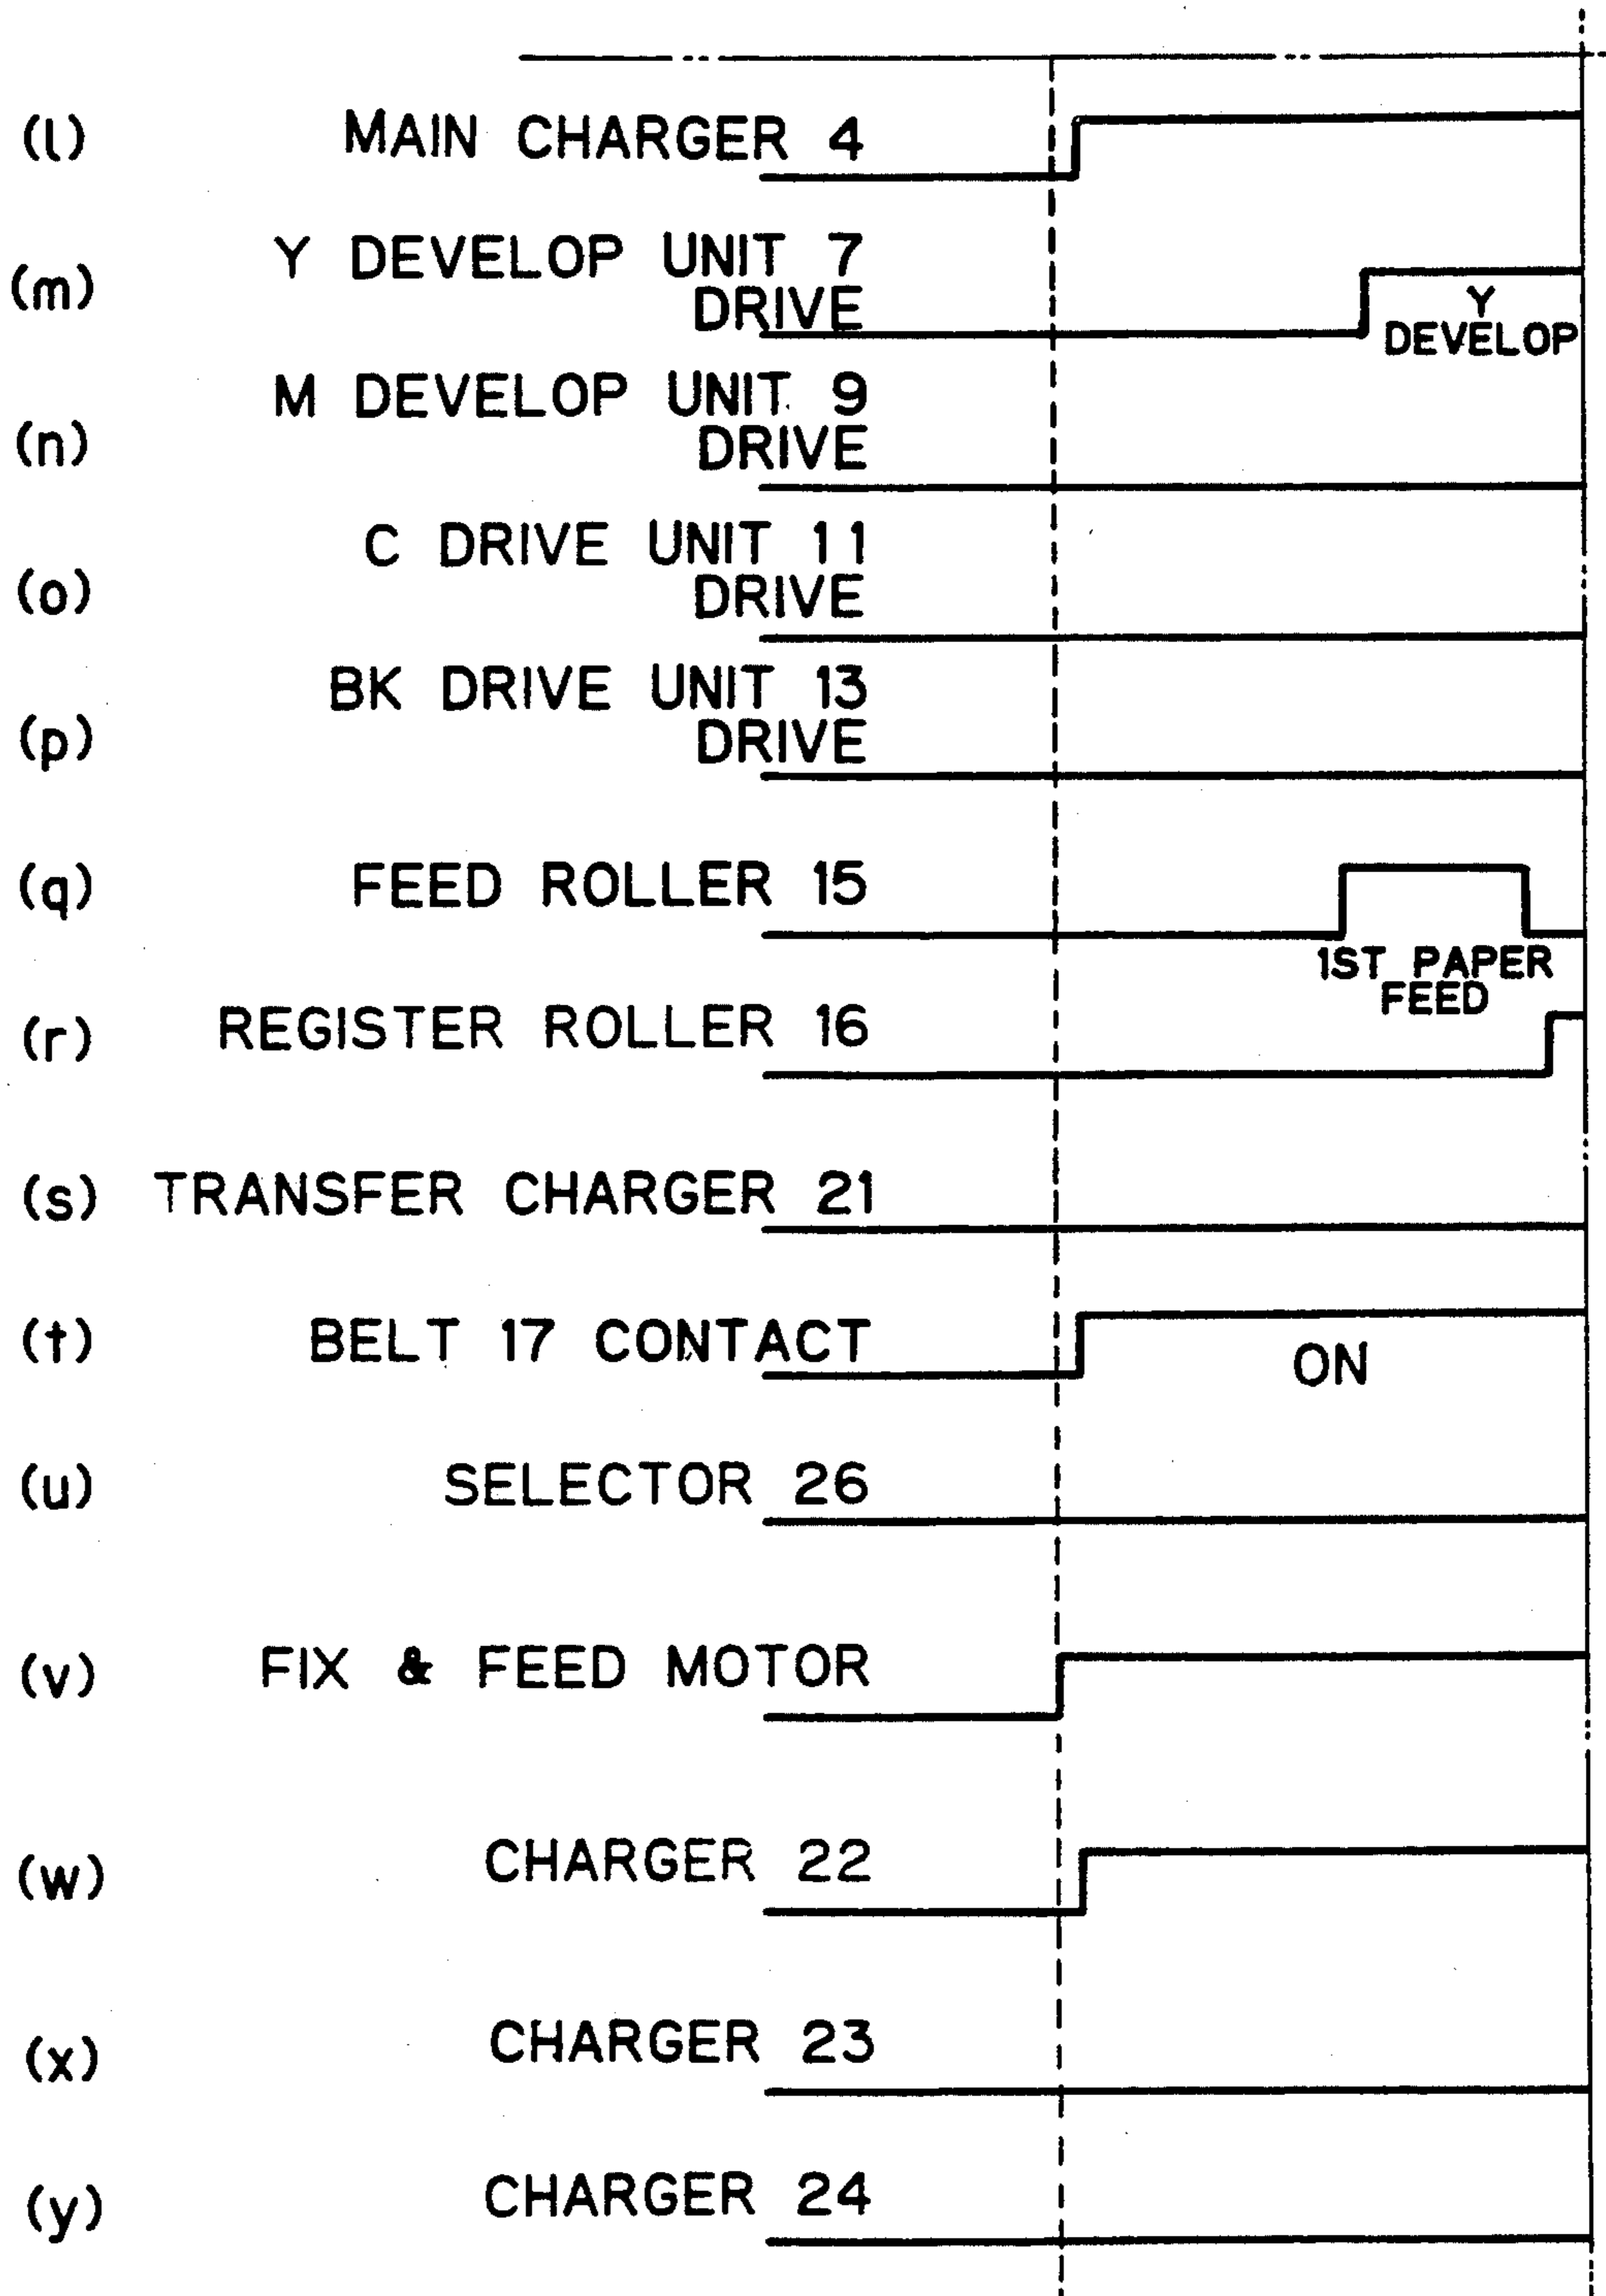 (l) MAIN CHARGER 4
(m) Y DEVELOP UNIT 7
DRIVE
Y
DEVELOP
(n) M DEVELOP UNIT 9
DRIVE
(o) C DRIVE UNIT 11
DRIVE
(p) BK DRIVE UNIT 13
DRIVE
(q) FEED ROLLER 15
1ST PAPER
FEED
(r) REGISTER ROLLER 16
(s) TRANSFER CHARGER 21
(t) BELT 17 CONTACT
ON
(u) SELECTOR 26
(v) FIX & FEED MOTOR
(w) CHARGER 22
(x) CHARGER 23
(y) CHARGER 24